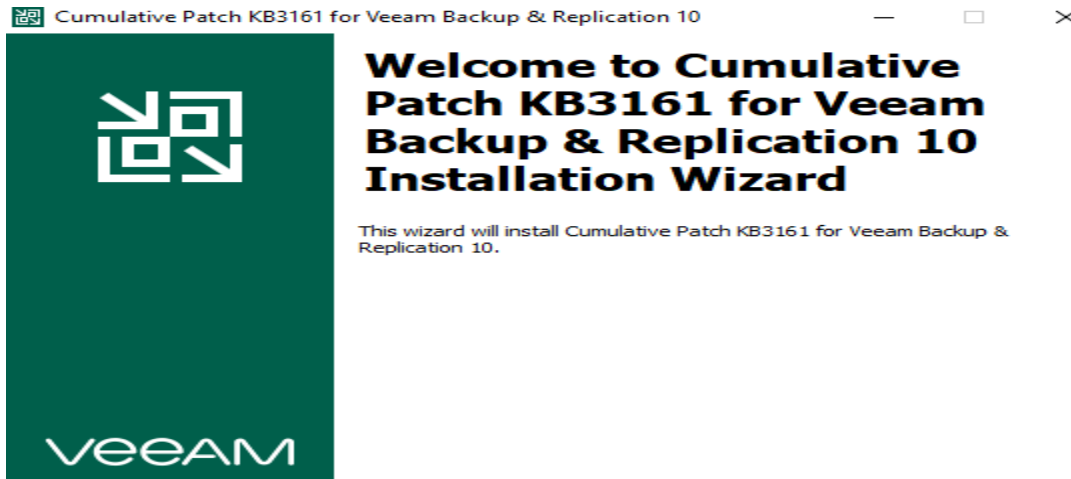 Cumulative Patch KB3161 for Veeam Backup & Replication 10
Welcome to Cumulative
Patch KB3161 for Veeam
Backup & Replication 10
Installation Wizard
This wizard will install Cumulative Patch KB3161 for Veeam Backup &
Replication 10.
VEEAM